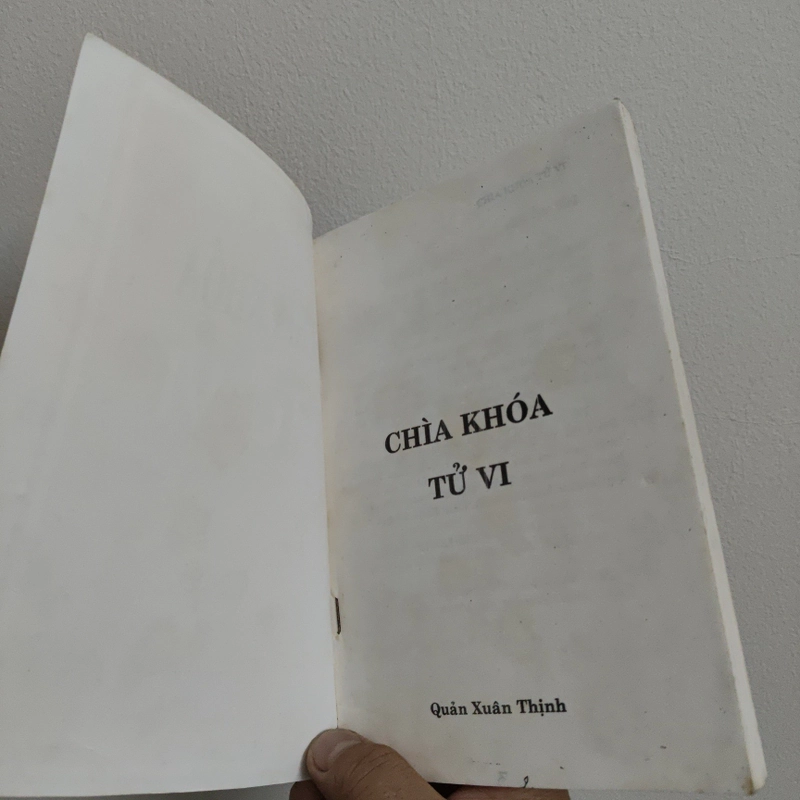 CHÌA KHÓA
TỬ VI
Quản Xuân Thịnh